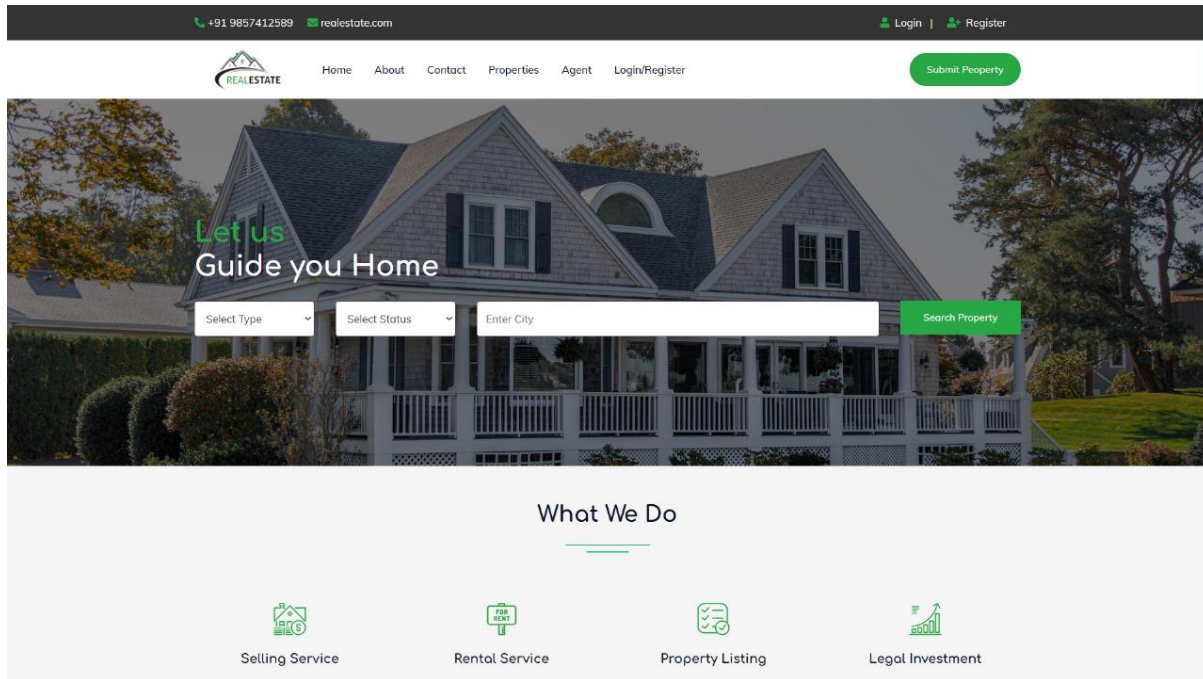 +91 9857412589 realestate.com Login | Register
REALESTATE Home About Contact Properties Agent Login/Register Submit Peoperty
Let us
Guide you Home
Select Type Select Status Enter City Search Property
What We Do
FOR
RENT
Selling Service Rental Service Property Listing Legal Investment